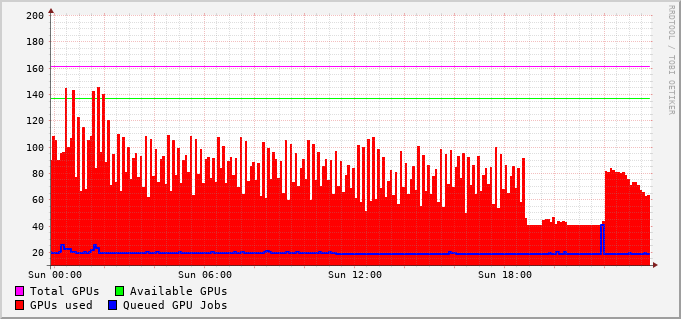 200
180
160
140
120
100
80
60
40
20
Sun 00:00 Sun 06:00 Sun 12:00 Sun 18:00
Total GPUs Available GPUs
GPUs used Queued GPU Jobs
RRDTOOL / TOBI OETIKER